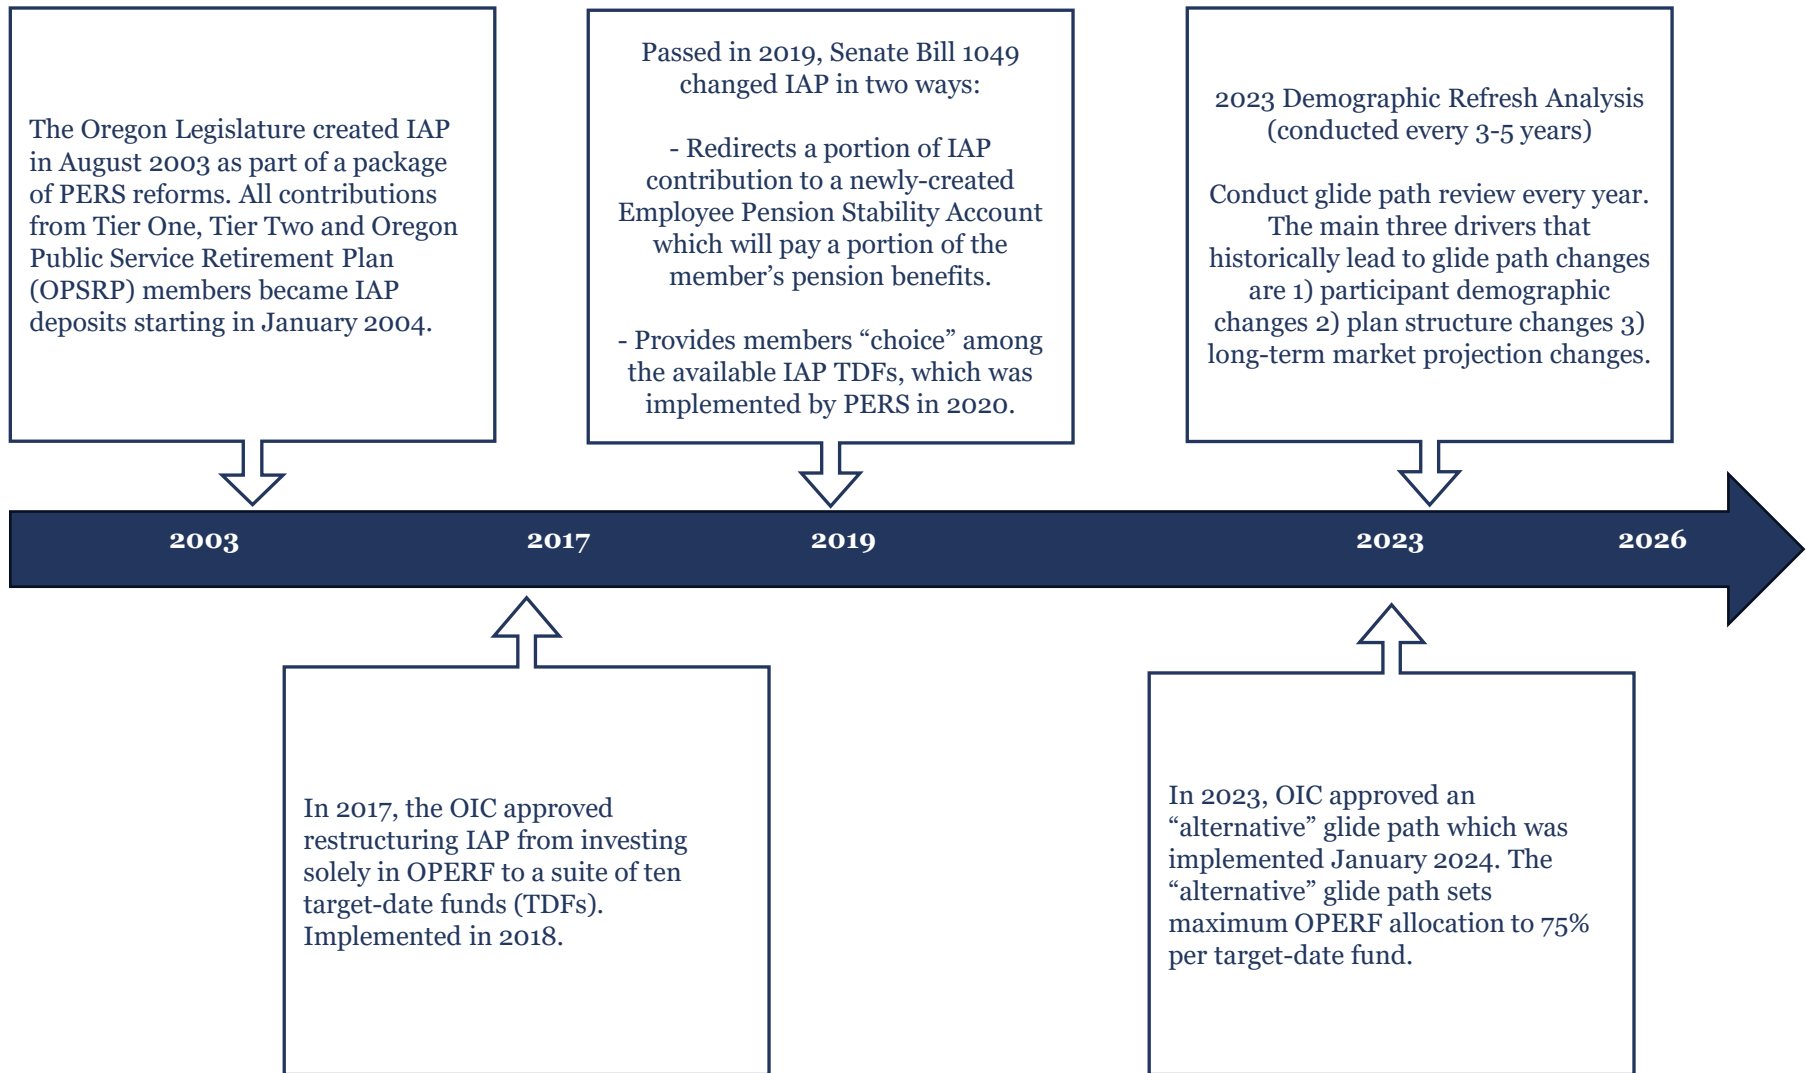 The Oregon Legislature created IAP
in August 2003 as part of a package
of PERS reforms. All contributions
from Tier One, Tier Two and Oregon
Public Service Retirement Plan
(OPSRP) members became IAP
deposits starting in January 2004.
Passed in 2019, Senate Bill 1049
changed IAP in two ways:
- Redirects a portion of IAP
contribution to a newly-created
Employee Pension Stability Account
which will pay a portion of the
member’s pension benefits.
- Provides members “choice” among
the available IAP TDFs, which was
implemented by PERS in 2020.
2023 Demographic Refresh Analysis
(conducted every 3-5 years)
Conduct glide path review every year.
The main three drivers that
historically lead to glide path changes
are 1) participant demographic
changes 2) plan structure changes 3)
long-term market projection changes.
2003 2017 2019 2023 2026
In 2017, the OIC approved
restructuring IAP from investing
solely in OPERF to a suite of ten
target-date funds (TDFs).
Implemented in 2018.
In 2023, OIC approved an
“alternative” glide path which was
implemented January 2024. The
“alternative” glide path sets
maximum OPERF allocation to 75%
per target-date fund.